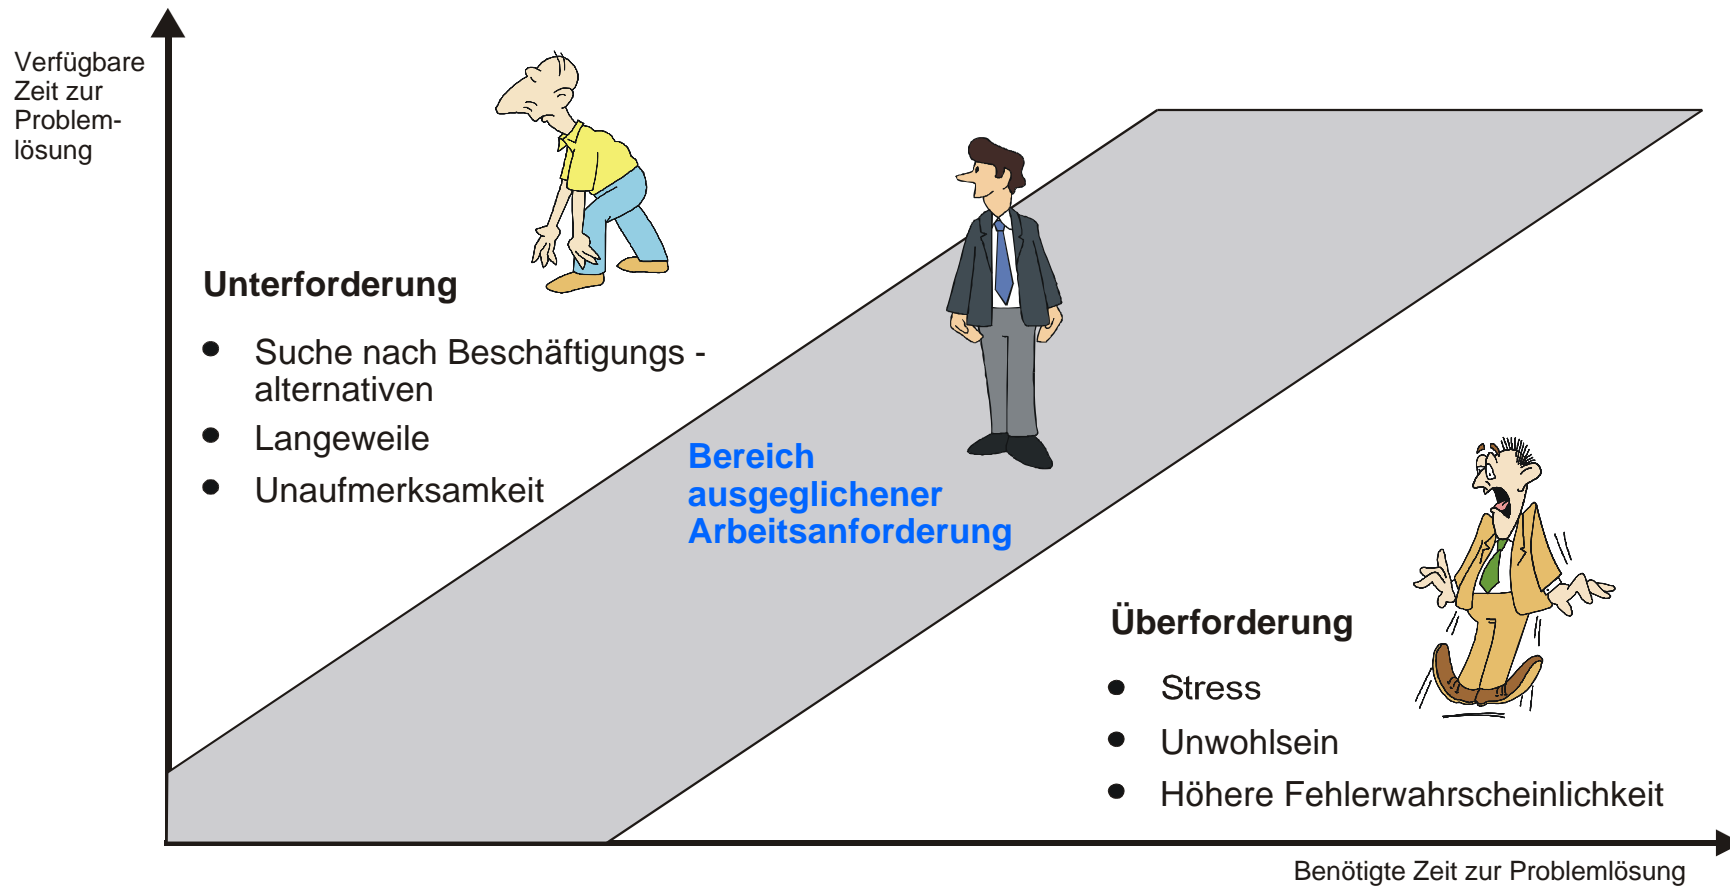 Verfügbare
Zeit zur
Problem-
lösung
Unterforderung
Suche nach Beschäftigungs -
alternativen
Langeweile
Unaufmerksamkeit
Bereich
ausgeglichener
Arbeitsanforderung
Überforderung
Stress
Unwohlsein
Höhere Fehlerwahrscheinlichkeit
Benötigte Zeit zur Problemlösung